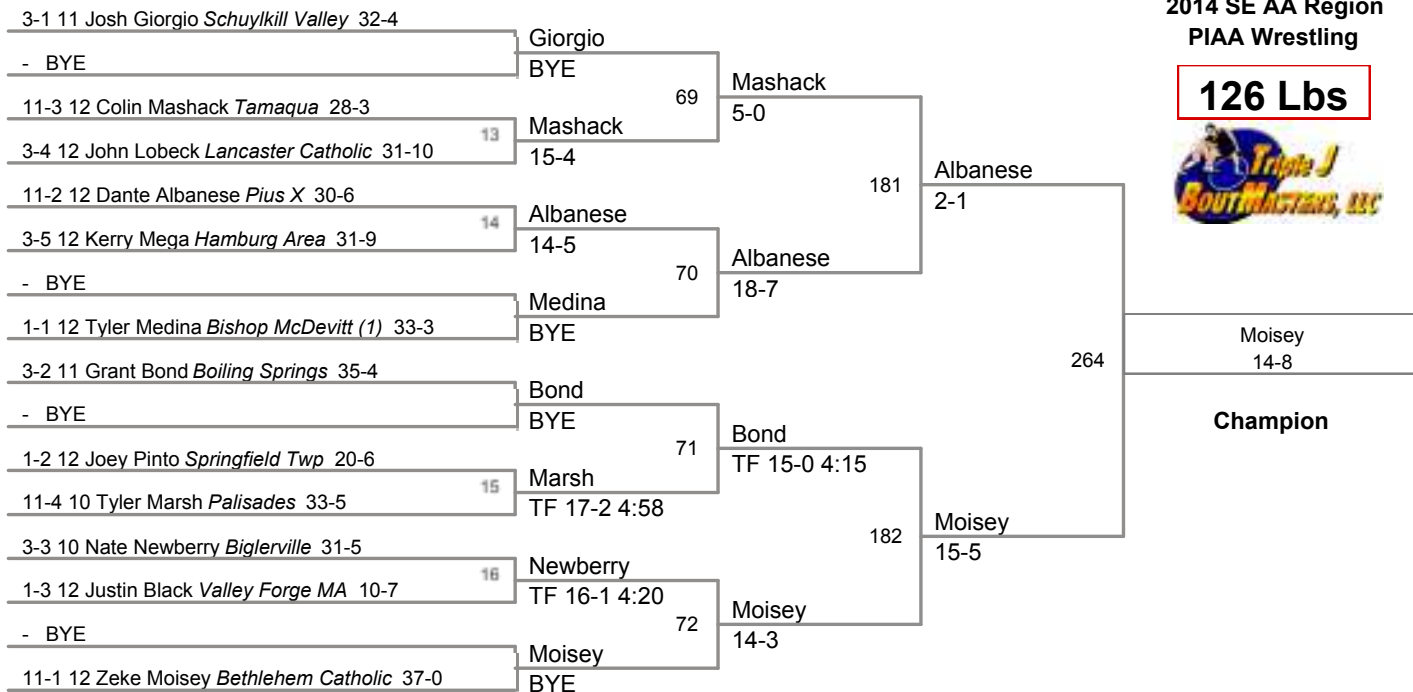 2014 SE AA Region
PIAA Wrestling
126 Lbs
Triple J
BoutMasters, LLC
3-1 11 Josh Giorgio Schuylkill Valley 32-4
- BYE
11-3 12 Colin Mashack Tamaqua 28-3
3-4 12 John Lobeck Lancaster Catholic 31-10
11-2 12 Dante Albanese Pius X 30-6
3-5 12 Kerry Mega Hamburg Area 31-9
- BYE
1-1 12 Tyler Medina Bishop McDevitt (1) 33-3
3-2 11 Grant Bond Boiling Springs 35-4
- BYE
1-2 12 Joey Pinto Springfield Twp 20-6
11-4 10 Tyler Marsh Palisades 33-5
3-3 10 Nate Newberry Biglerville 31-5
1-3 12 Justin Black Valley Forge MA 10-7
- BYE
11-1 12 Zeke Moisey Bethlehem Catholic 37-0
13
14
15
16
Giorgio
BYE
Mashack
15-4
Albanese
14-5
Medina
BYE
Bond
BYE
Marsh
TF 17-2 4:58
Newberry
TF 16-1 4:20
Moisey
BYE
69
70
71
72
Mashack
5-0
Albanese
18-7
Bond
TF 15-0 4:15
Moisey
14-3
181
182
Albanese
2-1
Moisey
15-5
264
Moisey
14-8
Champion